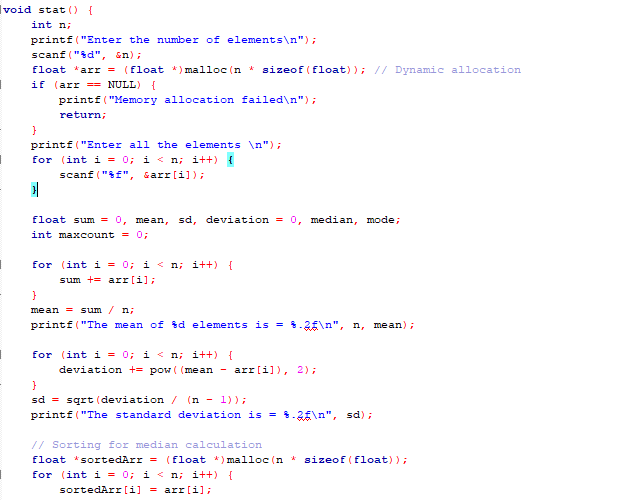 void stat() {
    int n;
    printf("Enter the number of elements\n");
    scanf("%d", &n);
    float *arr = (float *)malloc(n * sizeof(float)); // Dynamic allocation
    if (arr == NULL) {
        printf("Memory allocation failed\n");
        return;
    }
    printf("Enter all the elements \n");
    for (int i = 0; i < n; i++) {
        scanf("%f", &arr[i]);
    }

    float sum = 0, mean, sd, deviation = 0, median, mode;
    int maxcount = 0;

    for (int i = 0; i < n; i++) {
        sum += arr[i];
    }
    mean = sum / n;
    printf("The mean of %d elements is = %.2f\n", n, mean);

    for (int i = 0; i < n; i++) {
        deviation += pow((mean - arr[i]), 2);
    }
    sd = sqrt(deviation / (n - 1));
    printf("The standard deviation is = %.2f\n", sd);

    // Sorting for median calculation
    float *sortedArr = (float *)malloc(n * sizeof(float));
    for (int i = 0; i < n; i++) {
        sortedArr[i] = arr[i];